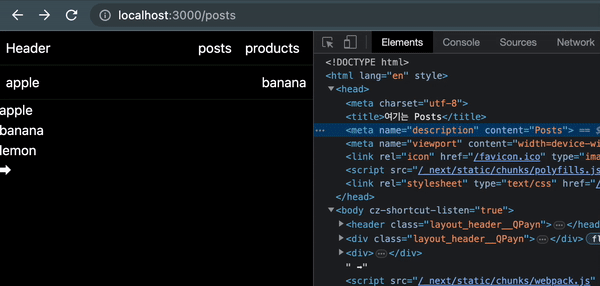 localhost:3000/posts
Header posts products
apple banana
apple
banana
lemon
➡
Elements Console Sources Network
<!DOCTYPE html>
<html lang="en" style>
▼<head>
<meta charset="utf-8">
<title>여기는 Posts</title>
··· <meta name="description" content="Posts"> == $
<meta name="viewport" content="width=device-wi
<link rel="icon" href="/favicon.ico" type="ima
<script src="/_next/static/chunks/polyfills.js
<link rel="stylesheet" type="text/css" href="/
</head>
▼<body cz-shortcut-listen="true">
▶<header class="layout_header__QPayn">…</head
▶<div class="layout_header__QPayn">…</div> fl
▶<div>…</div>
" ➡"
<script src="/_next/static/chunks/webpack.js"